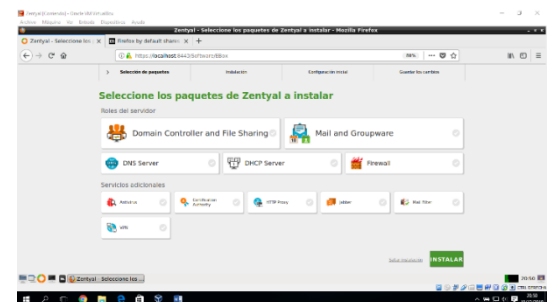 Zentyal - Seleccione los paquetes de Zentyal a instalar - Mozilla Firefox
Zentyal - Seleccione los
Firefox by default shares
https://localhost:8443/Software/EBox
Selección de paquetes
Instalación
Configuración inicial
Guardar los cambios
Seleccione los paquetes de Zentyal a instalar
Roles del servidor
Domain Controller and File Sharing
Mail and Groupware
DNS Server
DHCP Server
Firewall
Servicios adicionales
Antivirus
Certification Authority
HTTP Proxy
Jabber
Mail Filter
VPN
INSTALAR
Zentyal - Seleccione los ...
20:50